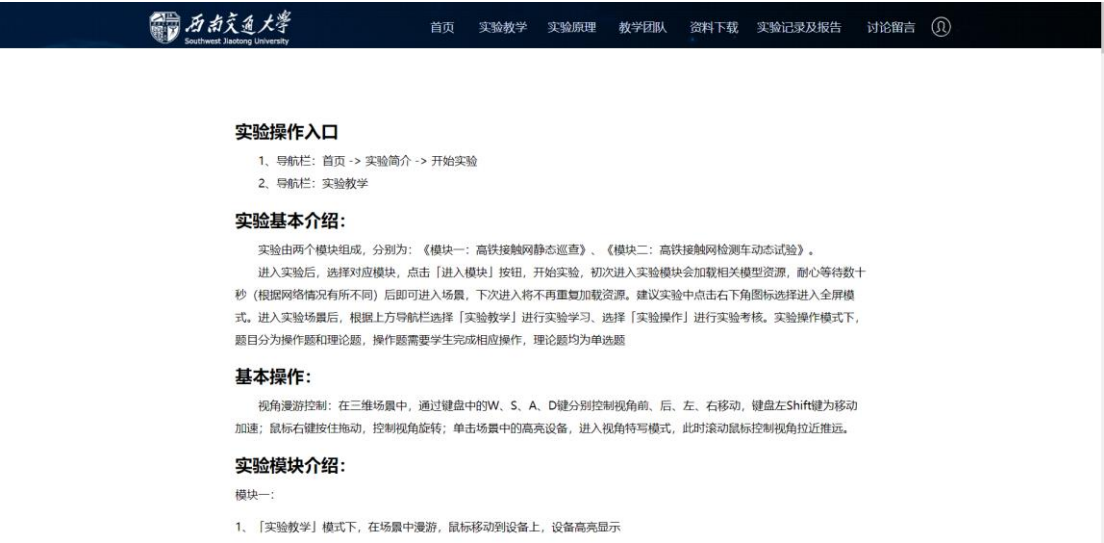 西南交通大学
Southwest Jiaotong University
首页 实验教学 实验原理 教学团队 资料下载 实验记录及报告 讨论留言
实验操作入口
1、导航栏：首页 -> 实验简介 -> 开始实验
2、导航栏：实验教学
实验基本介绍：
实验由两个模块组成，分别为：《模块一：高铁接触网静态巡查》、《模块二：高铁接触网检测车动态试验》。
进入实验后，选择对应模块，点击「进入模块」按钮，开始实验，初次进入实验模块会加载相关模型资源，耐心等待数十
秒（根据网络情况有所不同）后即可进入场景，下次进入将不再重复加载资源。建议实验中点击右下角图标选择进入全屏模
式。进入实验场景后，根据上方导航栏选择「实验教学」进行实验学习、选择「实验操作」进行实验考核。实验操作模式下，
题目分为操作题和理论题，操作题需要学生完成相应操作，理论题均为单选题
基本操作：
视角漫游控制：在三维场景中，通过键盘中的W、S、A、D键分别控制视角前、后、左、右移动，键盘左Shift键为移动
加速；鼠标右键按住拖动，控制视角旋转；单击场景中的高亮设备，进入视角特写模式，此时滚动鼠标控制视角拉近推远。
实验模块介绍：
模块一：
1、「实验教学」模式下，在场景中漫游，鼠标移动到设备上，设备高亮显示